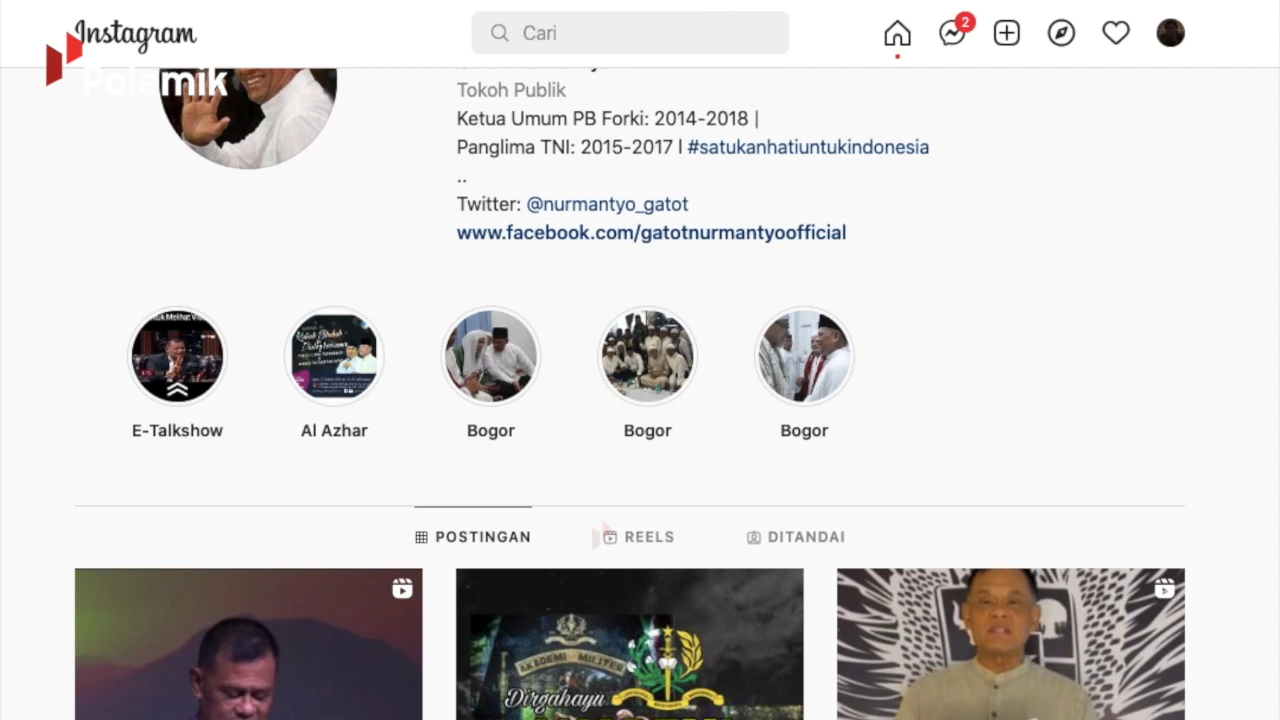 Instagram
Cari
2
Polemik
Tokoh Publik
Ketua Umum PB Forki: 2014-2018 |
Panglima TNI: 2015-2017 l #satukanhatiuntukindonesia
..
Twitter: @nurmantyo_gatot
www.facebook.com/gatotnurmantyoofficial
E-Talkshow
Al Azhar
Bogor
Bogor
Bogor
POSTINGAN
REELS
DITANDAI
AKADEMI MILITER
Dirgahayu